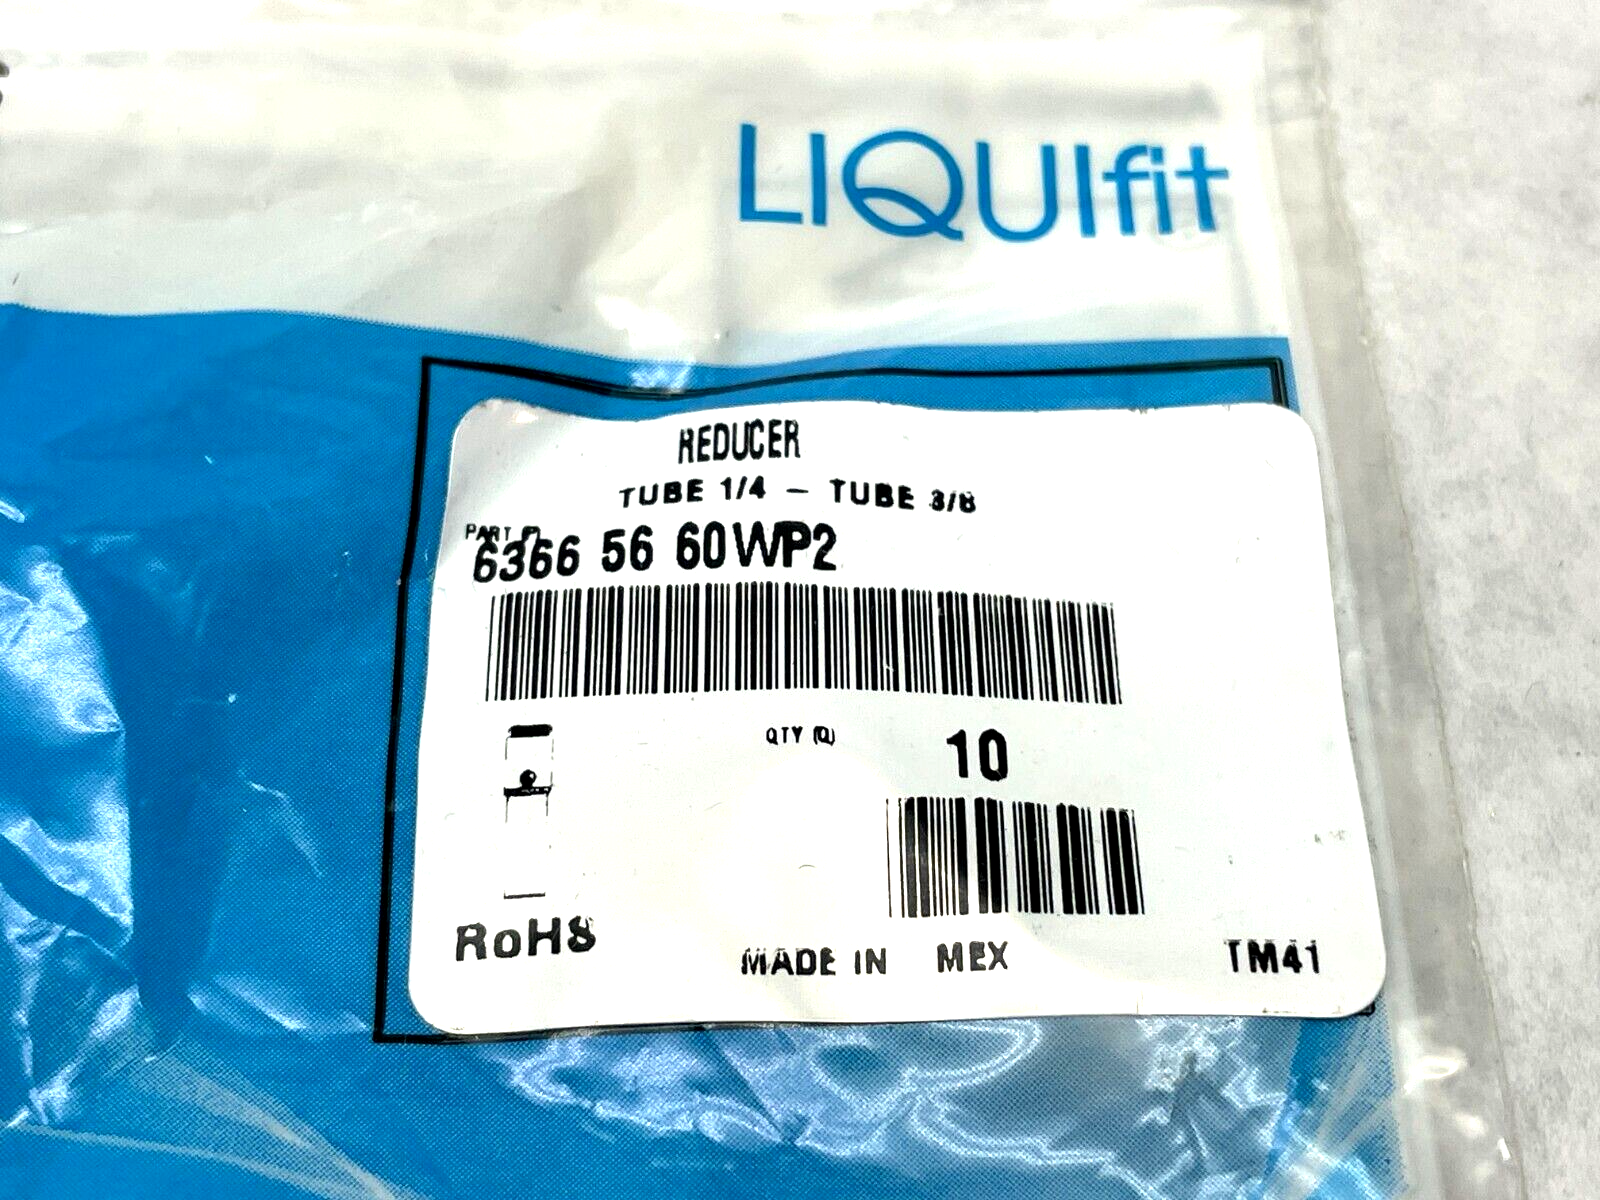 LIQUIfit
REDUCER
TUBE 1/4 – TUBE 3/8
PART (P)
6366 56 60WP2
QTY (Q)
10
RoHS
MADE IN MEX
TM41